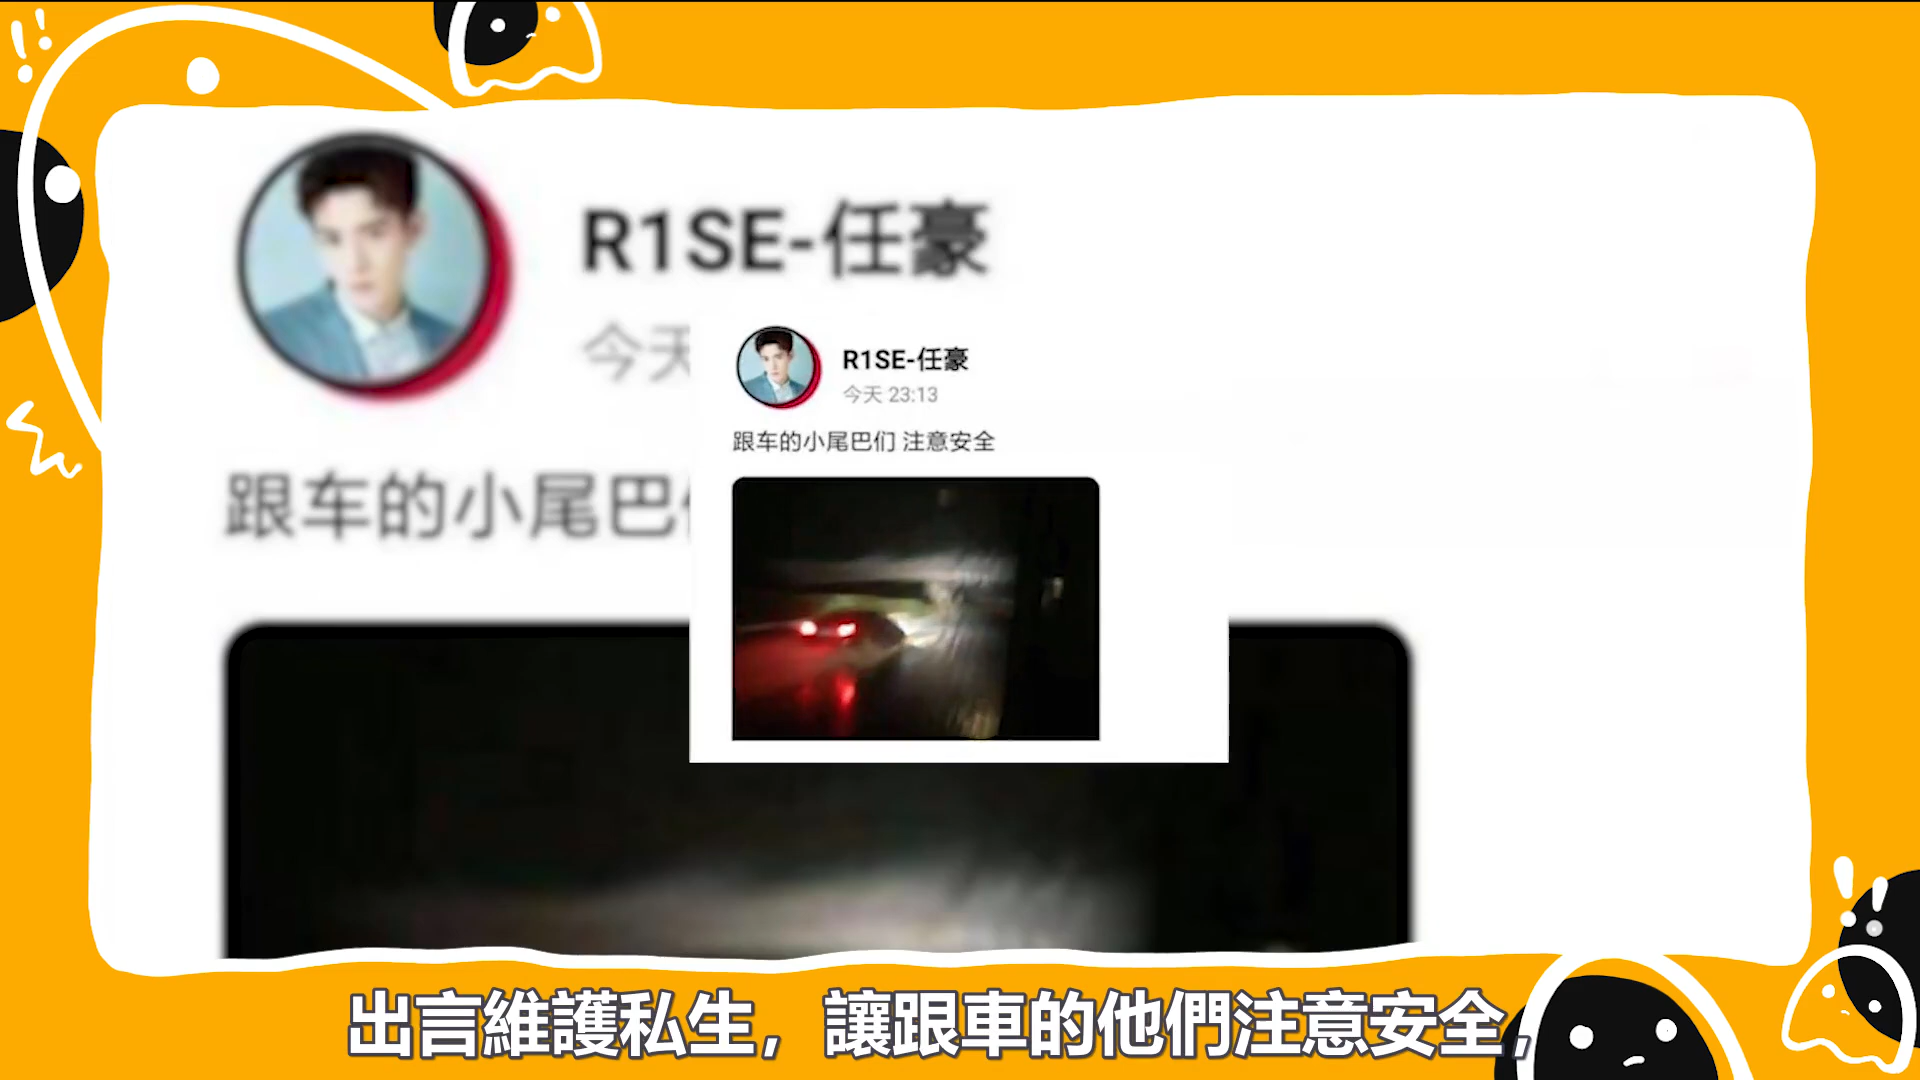 R1SE-任豪
今天
跟车的小尾巴们
R1SE-任豪
今天 23:13
跟车的小尾巴们 注意安全
出言維護私生，讓跟車的他們注意安全，